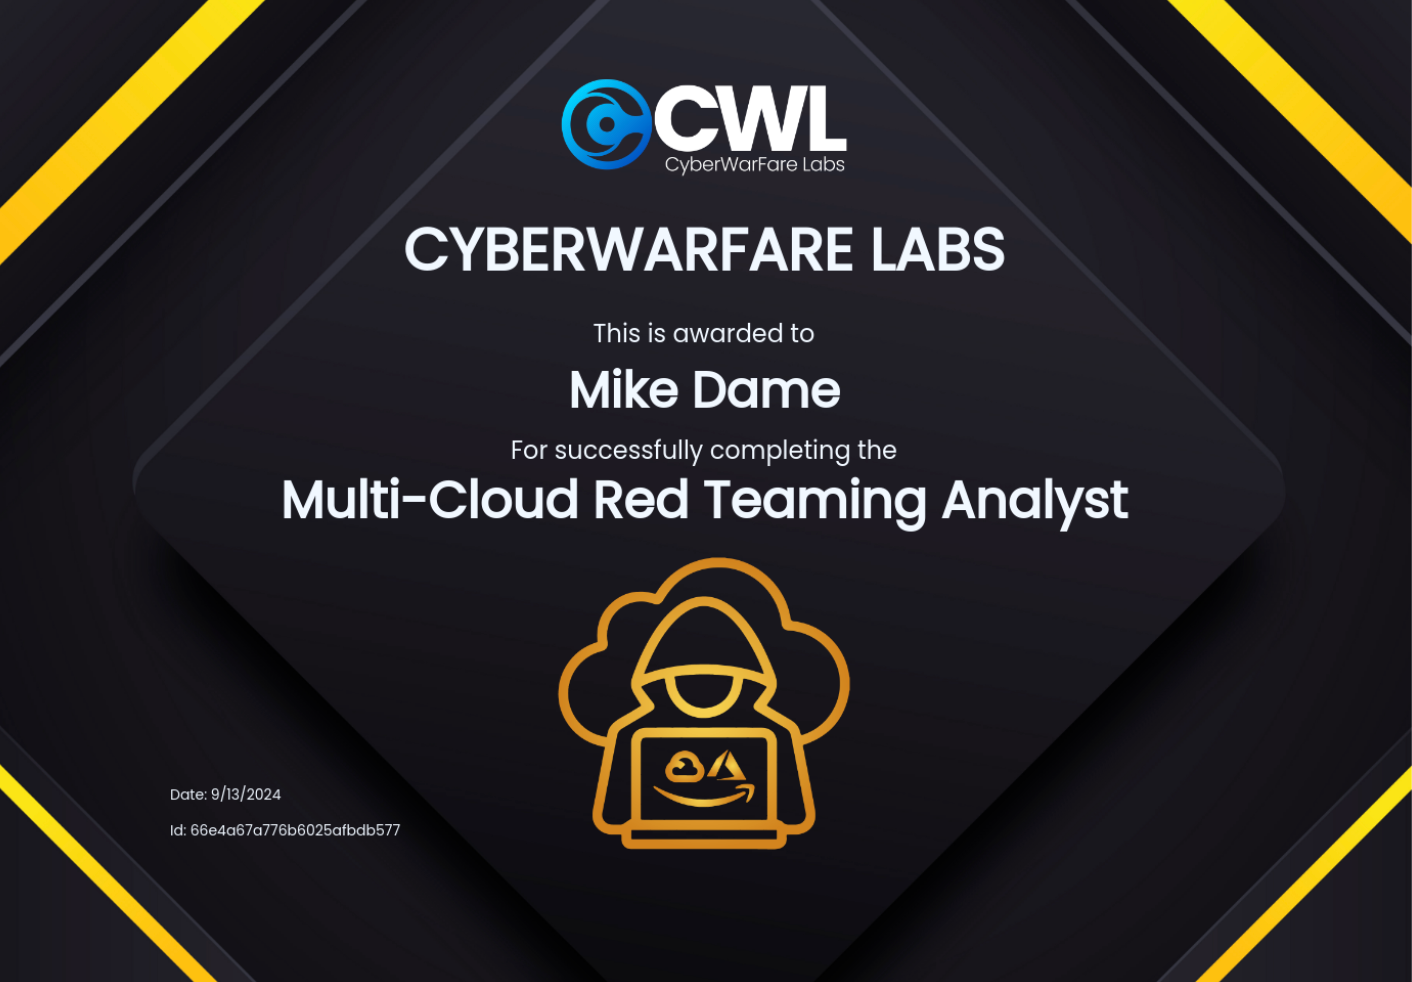 CWL
CyberWarFare Labs
CYBERWARFARE LABS
This is awarded to
Mike Dame
For successfully completing the
Multi-Cloud Red Teaming Analyst
Date: 9/13/2024
Id: 66e4a67a776b6025afbdb577